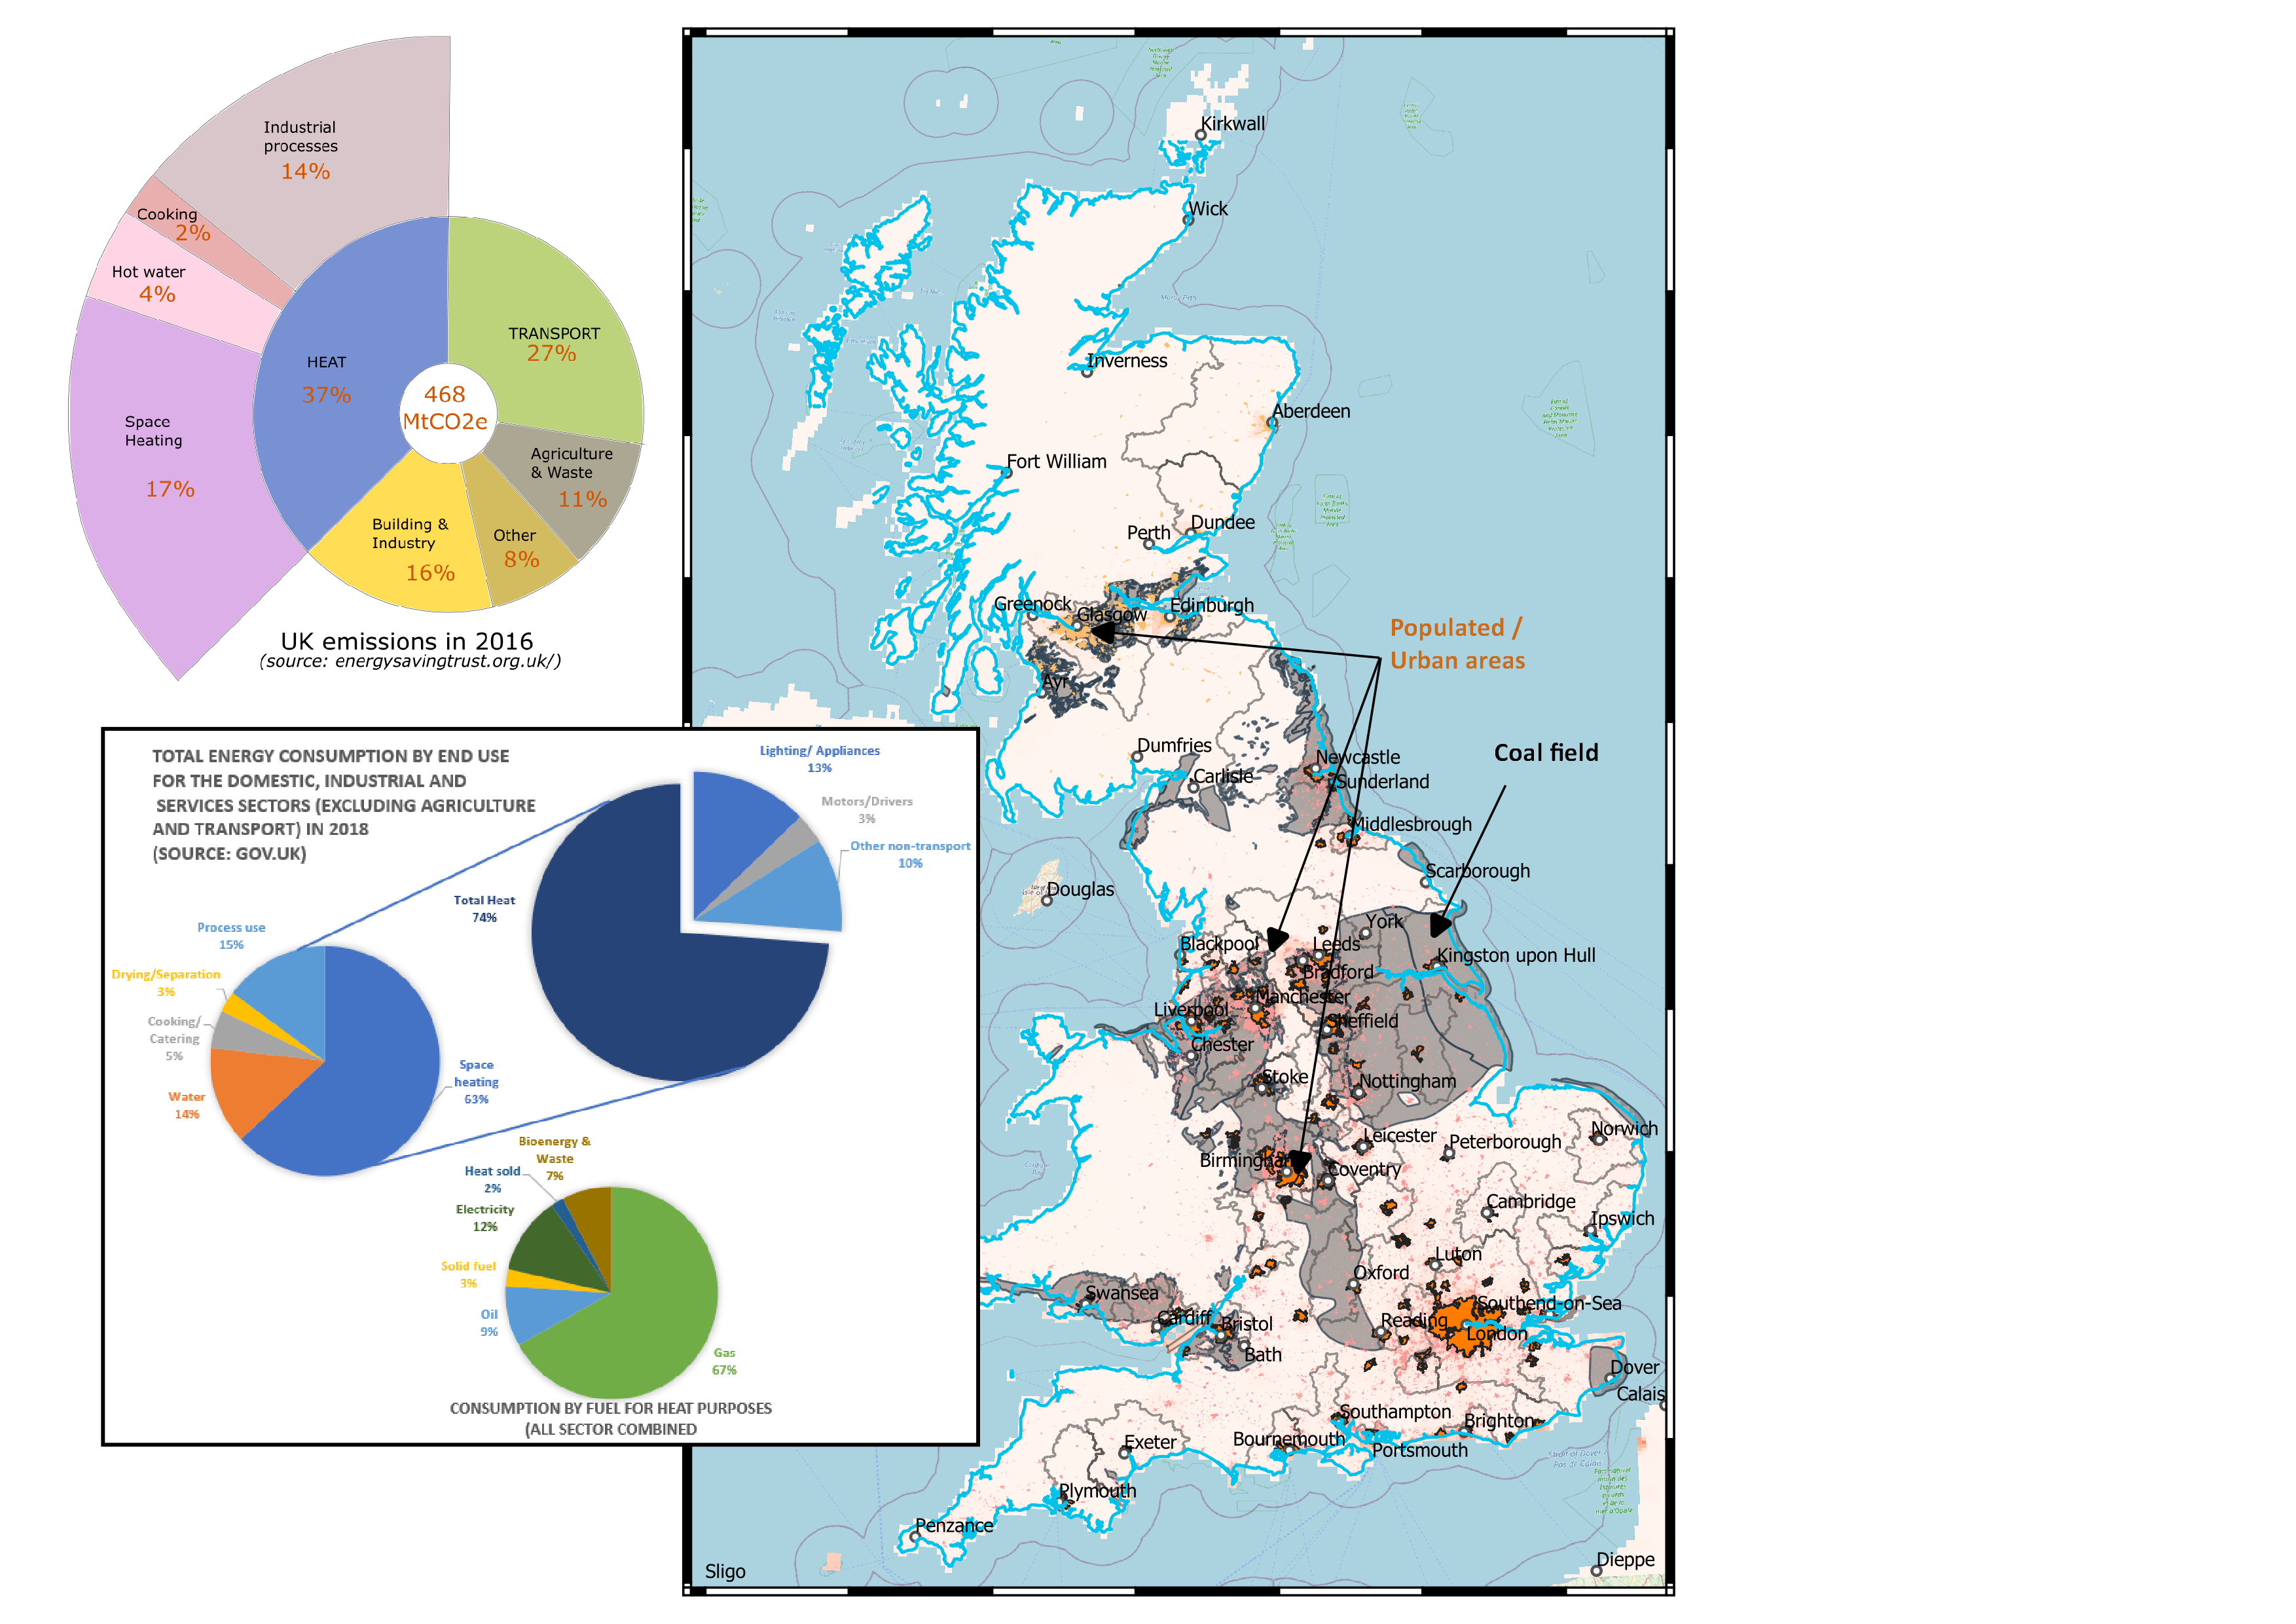 Industrial
processes
14%
Cooking
2%
Hot water
4%
Space
Heating
17%
HEAT
37%
468
MtCO2e
TRANSPORT
27%
Agriculture
& Waste
11%
Other
8%
Building &
Industry
16%
UK emissions in 2016
(source: energysavingtrust.org.uk/)
TOTAL ENERGY CONSUMPTION BY END USE
FOR THE DOMESTIC, INDUSTRIAL AND
SERVICES SECTORS (EXCLUDING AGRICULTURE
AND TRANSPORT) IN 2018
(SOURCE: GOV.UK)
Lighting/ Appliances
13%
Motors/Drivers
3%
Other non-transport
10%
Total Heat
74%
Process use
15%
Drying/Separation
3%
Cooking/
Catering
5%
Water
14%
Space
heating
63%
Bioenergy &
Waste
7%
Heat sold
2%
Electricity
12%
Solid fuel
3%
Oil
9%
Gas
67%
CONSUMPTION BY FUEL FOR HEAT PURPOSES
(ALL SECTOR COMBINED
Kirkwall
Wick
Inverness
Aberdeen
Fort William
Perth
Dundee
Greenock
Glasgow
Edinburgh
Populated /
Urban areas
Ayr
Dumfries
Carlisle
Newcastle
Sunderland
Coal field
Middlesbrough
Scarborough
Douglas
York
Blackpool
Leeds
Bradford
Kingston upon Hull
Manchester
Liverpool
Sheffield
Chester
Stoke
Nottingham
Leicester
Peterborough
Norwich
Birmingham
Coventry
Cambridge
Ipswich
Luton
Oxford
Swansea
Cardiff
Bristol
Bath
Reading
Southend-on-Sea
London
Dover
Calais
Southampton
Brighton
Bournemouth
Portsmouth
Exeter
Plymouth
Penzance
Sligo
Dieppe